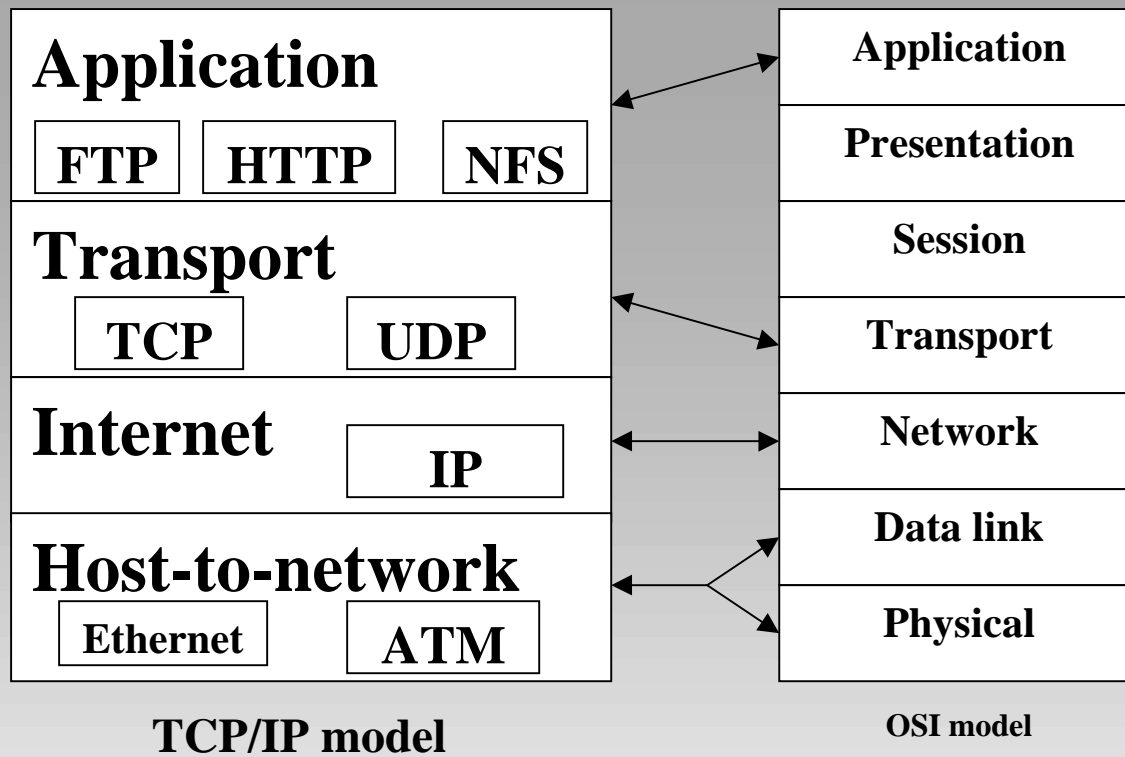 Application
FTP HTTP NFS
Transport
TCP UDP
Internet
IP
Host-to-network
Ethernet ATM
TCP/IP model
Application
Presentation
Session
Transport
Network
Data link
Physical
OSI model